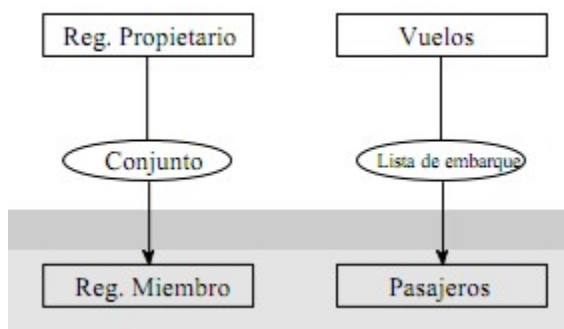 Reg. Propietario
Vuelos
Conjunto
Lista de embarque
Reg. Miembro
Pasajeros